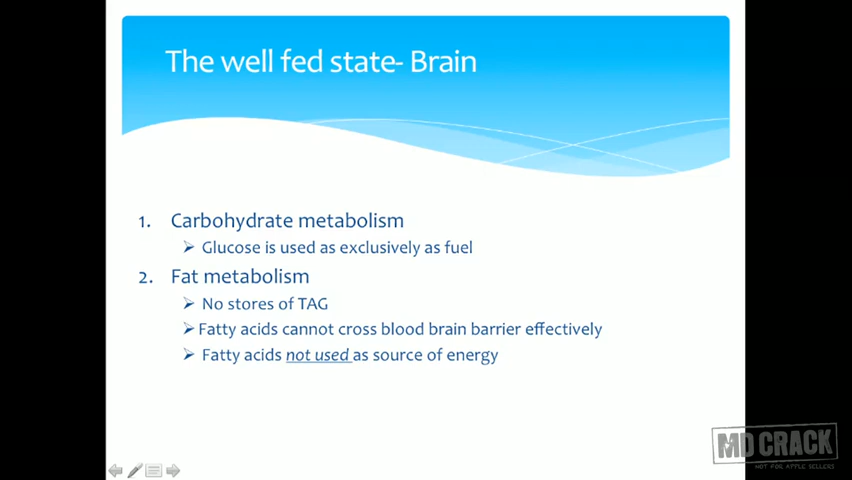 The well fed state- Brain
1. Carbohydrate metabolism
Glucose is used as exclusively as fuel
2. Fat metabolism
No stores of TAG
Fatty acids cannot cross blood brain barrier effectively
Fatty acids not used as source of energy
MD CRACK
NOT FOR APPLE SELLERS